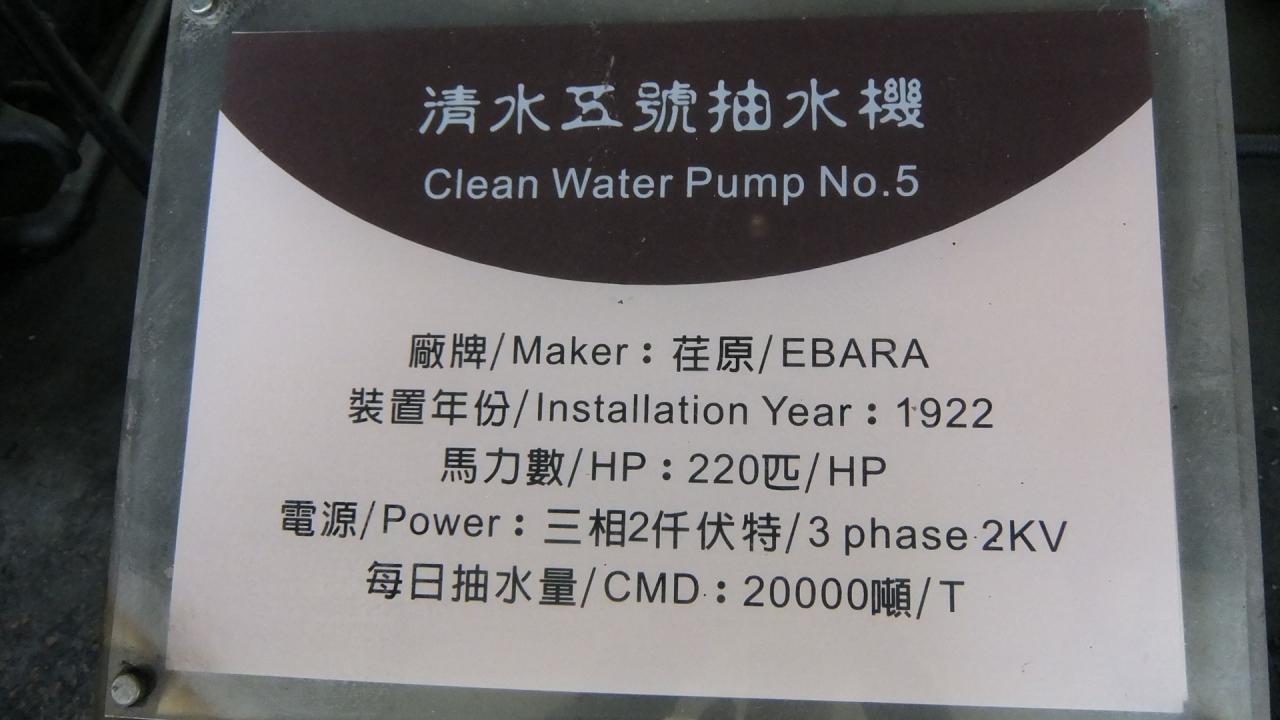 清水五號抽水機
Clean Water Pump No.5
廠牌/Maker：荏原/EBARA
裝置年份/Installation Year：1922
馬力數/HP：220匹/HP
電源/Power：三相2仟伏特/3 phase 2KV
每日抽水量/CMD：20000噸/T